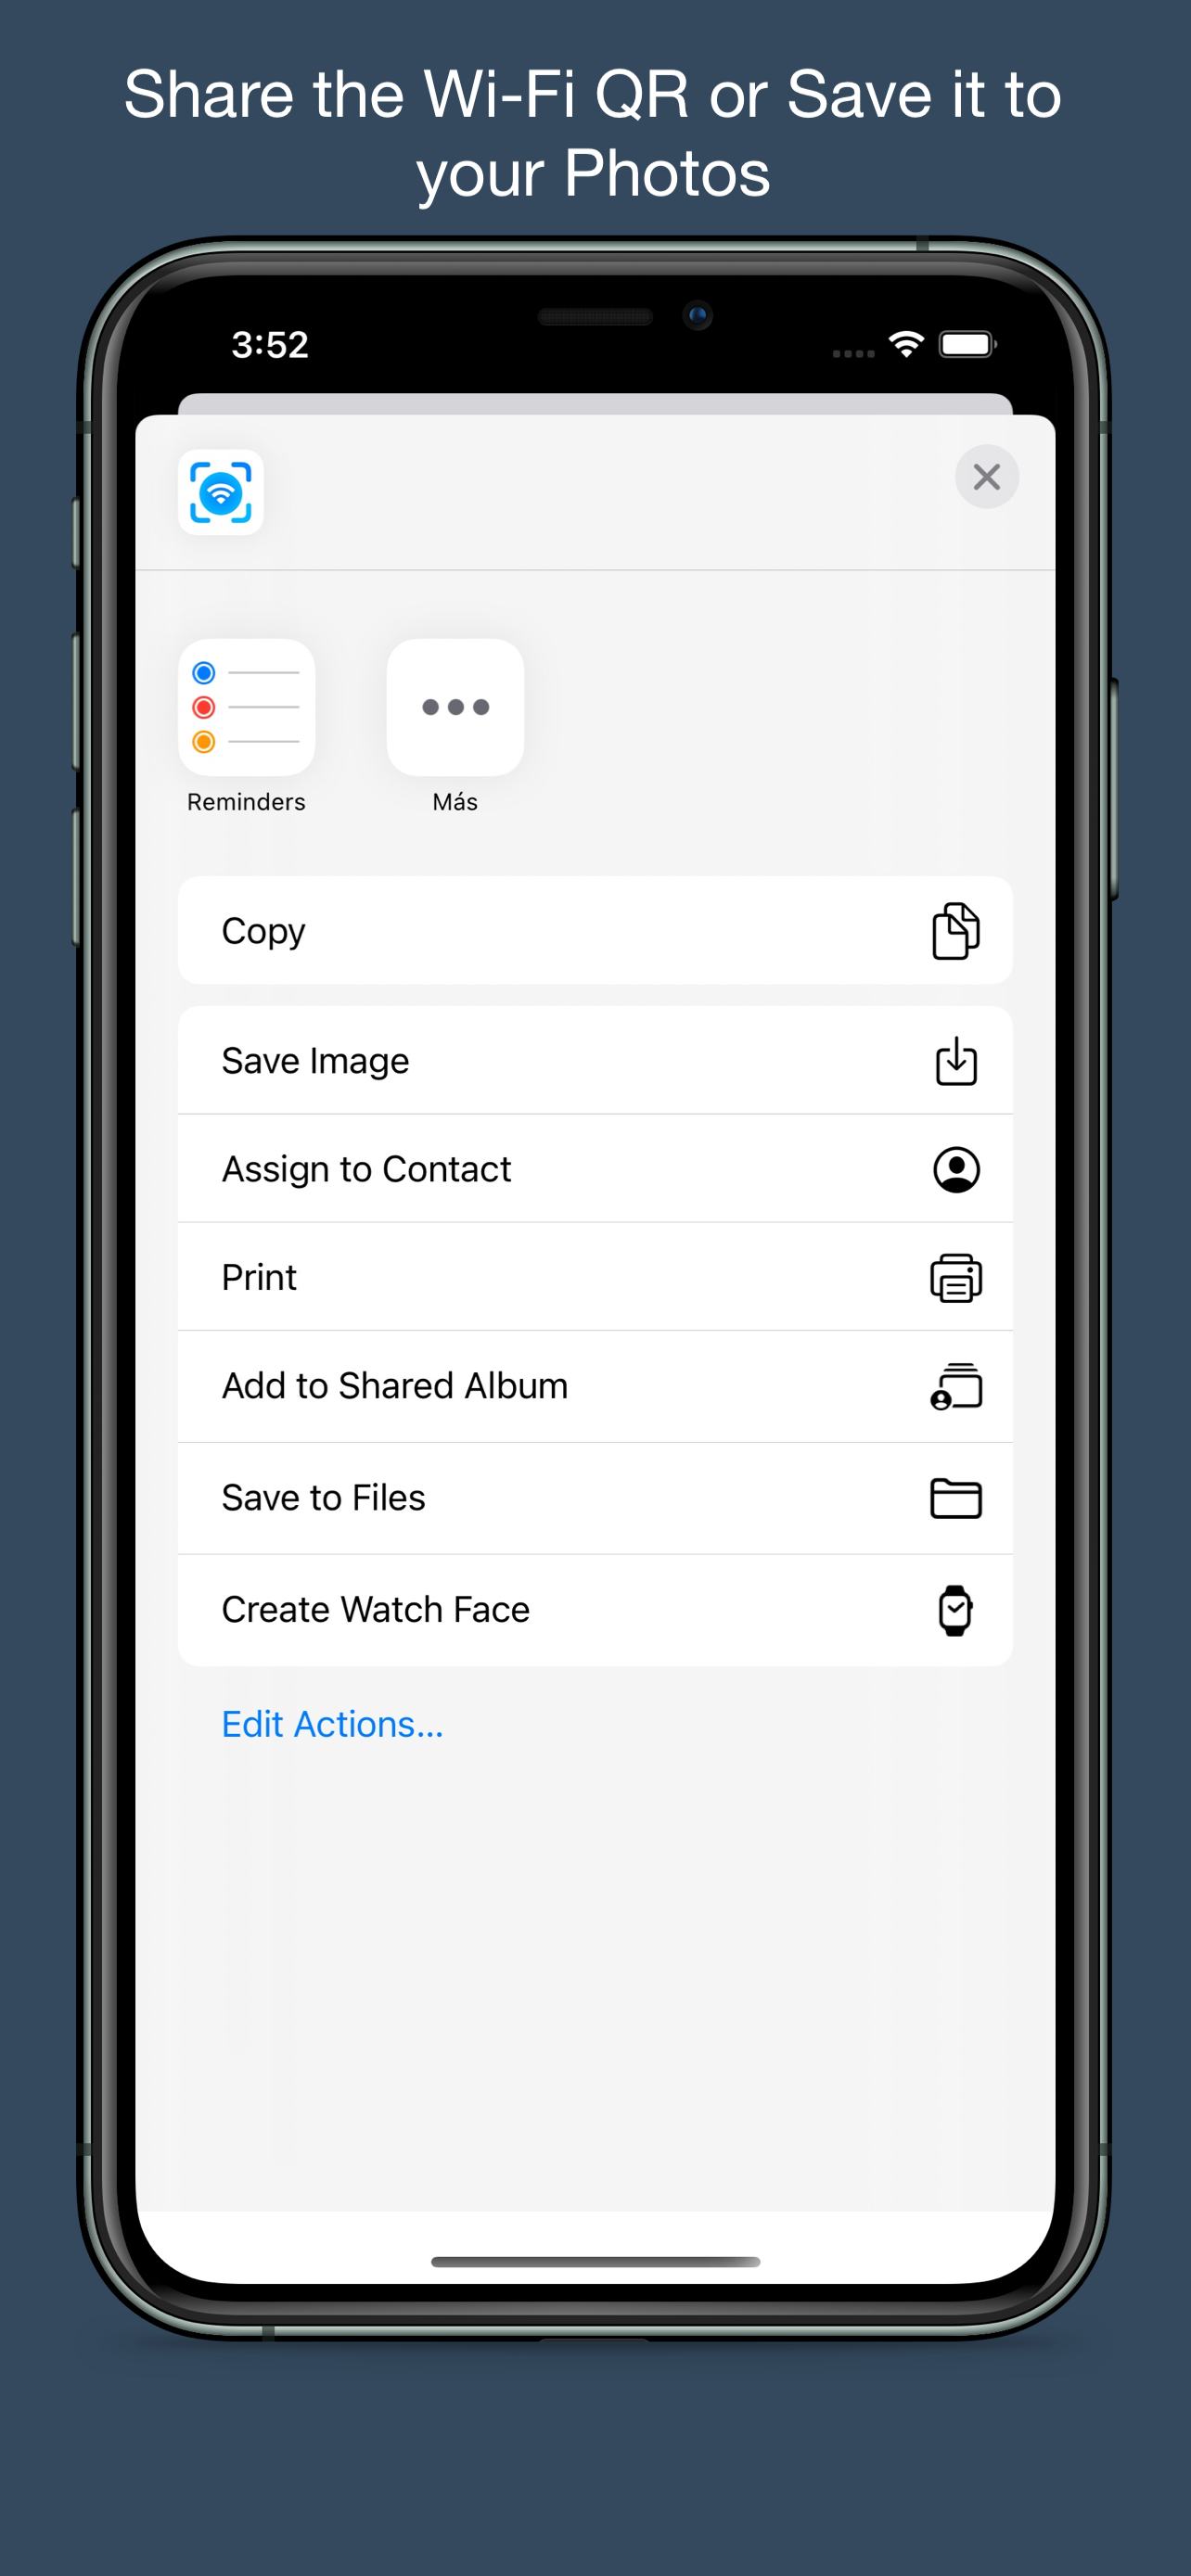 Share the Wi-Fi QR or Save it to
your Photos
3:52
Reminders
Más
Copy
Save Image
Assign to Contact
Print
Add to Shared Album
Save to Files
Create Watch Face
Edit Actions...